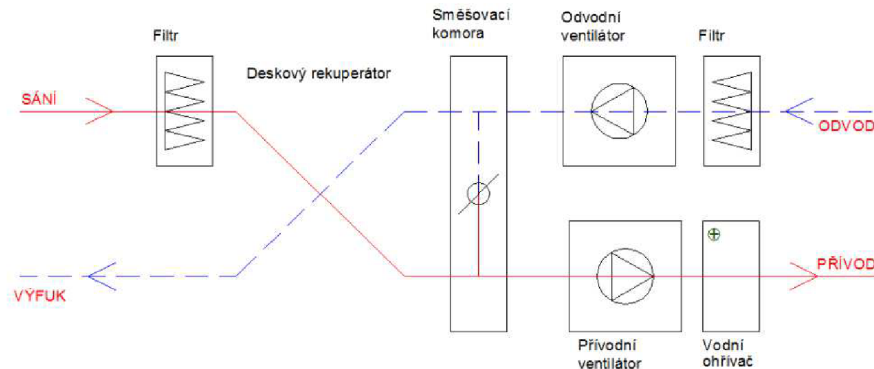 Směšovací
komora
Odvodní
ventilátor
Filtr
Filtr
Deskový rekuperátor
SÁNÍ
ODVOD
PŘÍVOD
VÝFUK
Přívodní
ventilátor
Vodní
ohřívač